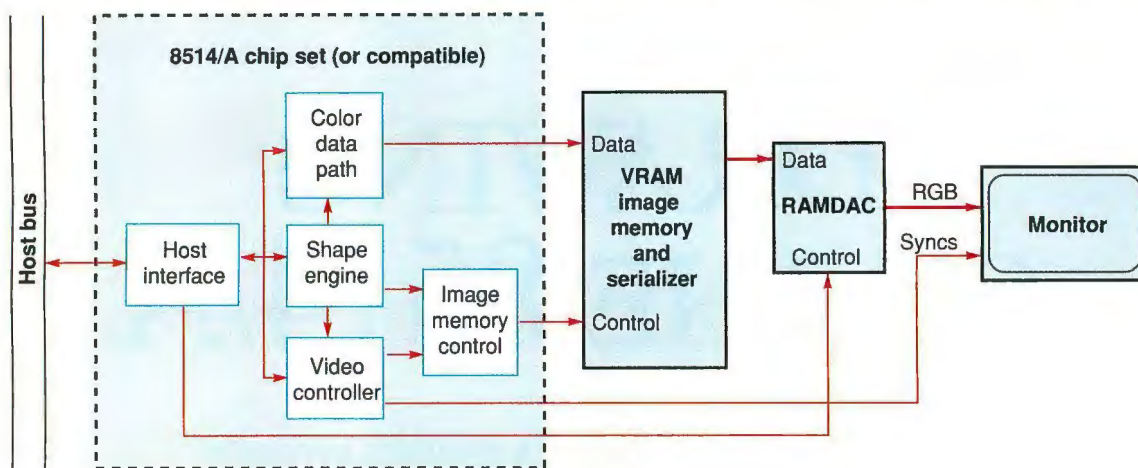 8514/A chip set (or compatible)
Host bus
Host
interface
Color
data
path
Shape
engine
Video
controller
Image
memory
control
Data
VRAM
image
memory
and
serializer
Control
Data
RAMDAC
Control
RGB
Syncs
Monitor